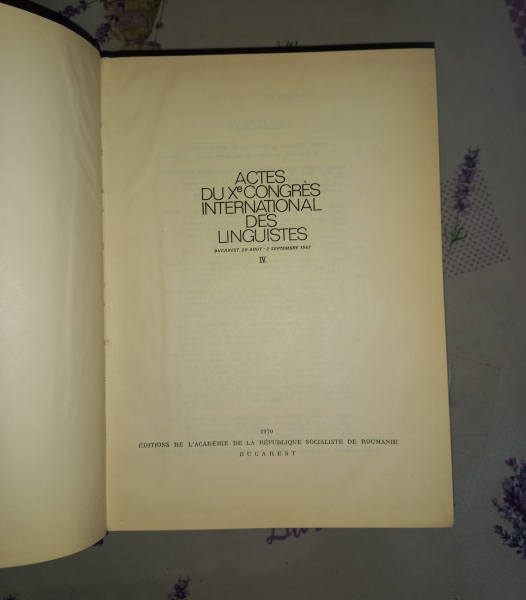 ACTES
DU Xe CONGRÈS
INTERNATIONAL
DES
LINGUISTES
BUCAREST, 28 AOÛT – 2 SEPTEMBRE 1967
IV
1970
ÉDITIONS DE L'ACADÉMIE DE LA RÉPUBLIQUE SOCIALISTE DE ROUMANIE
BUCAREST